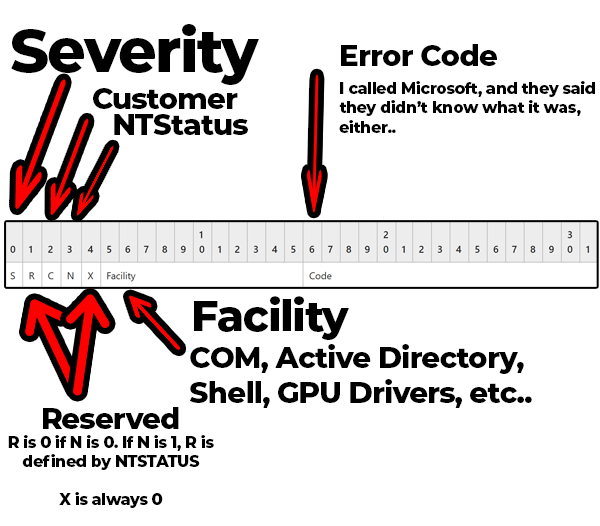 Severity
Error Code
I called Microsoft, and they said
they didn't know what it was,
either..
Customer
NTStatus
1 2 3
0 1 2 3 4 5 6 7 8 9 0 1 2 3 4 5 6 7 8 9 0 1 2 3 4 5 6 7 8 9 0 1
S R C N X Facility Code
Facility
COM, Active Directory,
Shell, GPU Drivers, etc..
Reserved
R is 0 if N is 0. If N is 1, R is
defined by NTSTATUS
X is always 0